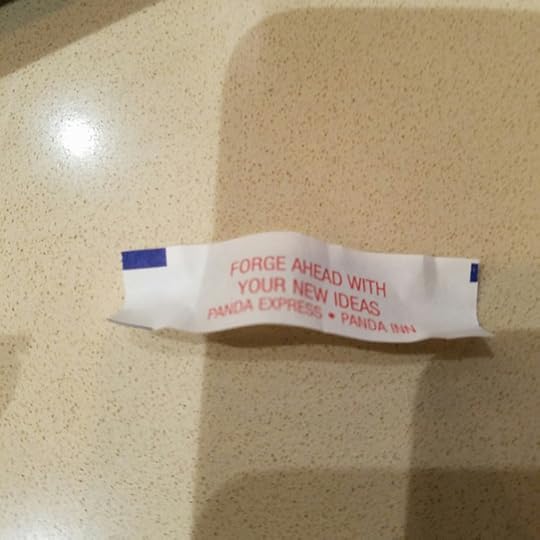 FORGE AHEAD WITH
YOUR NEW IDEAS
PANDA EXPRESS • PANDA INN